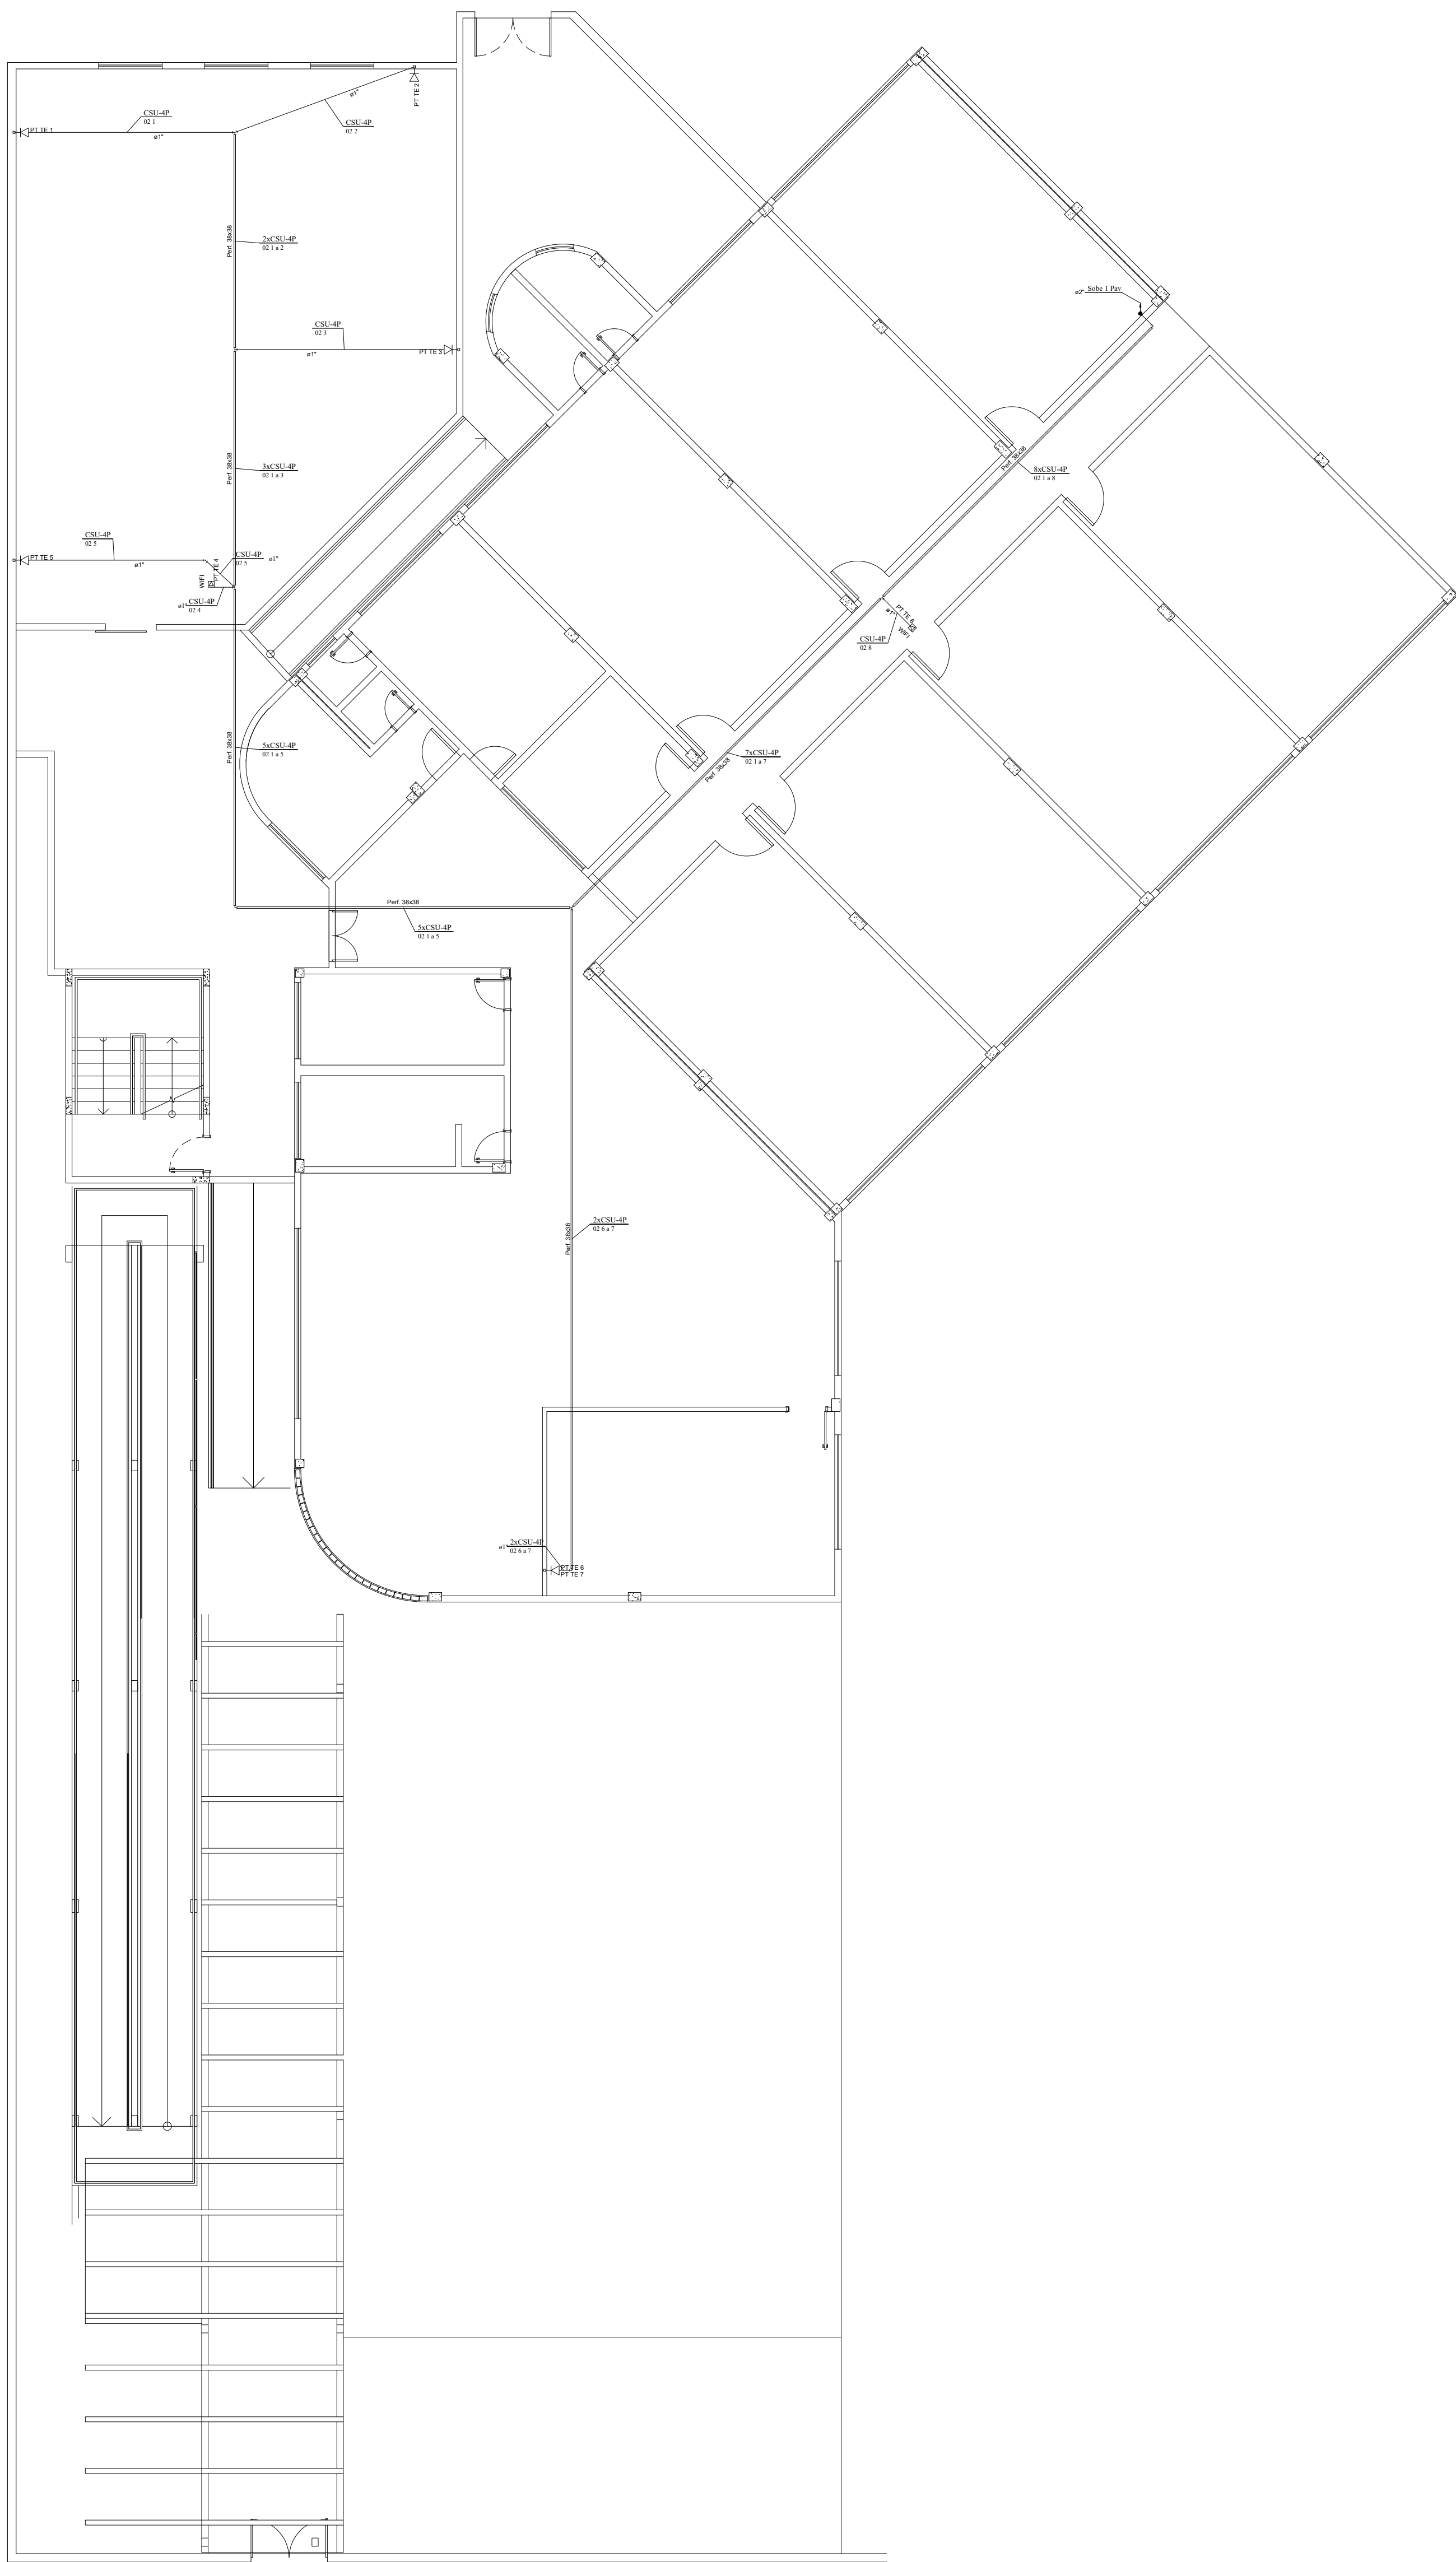 PT TE 2
ø1"
CSU-4P
02 1
PT TE 1
ø1"
CSU-4P
02 2
Perf. 38x38
2xCSU-4P
02 1 a 2
ø2" Sobe 1 Pav
CSU-4P
02 3
ø1"
PT TE 3
Perf. 38x38
3xCSU-4P
02 1 a 3
Perf. 38x38
8xCSU-4P
02 1 a 8
CSU-4P
02 5
PT TE 5
ø1"
CSU-4P ø1"
02 5
WIFI
PT TE 4
ø1" CSU-4P
02 4
PT TE 8
ø1"
WIFI
CSU-4P
02 8
Perf. 38x38
5xCSU-4P
02 1 a 5
7xCSU-4P
02 1 a 7
Perf. 38x38
Perf. 38x38
5xCSU-4P
02 1 a 5
Perf. 38x38
2xCSU-4P
02 6 a 7
ø1" 2xCSU-4P
02 6 a 7
PT TE 6
PT TE 7